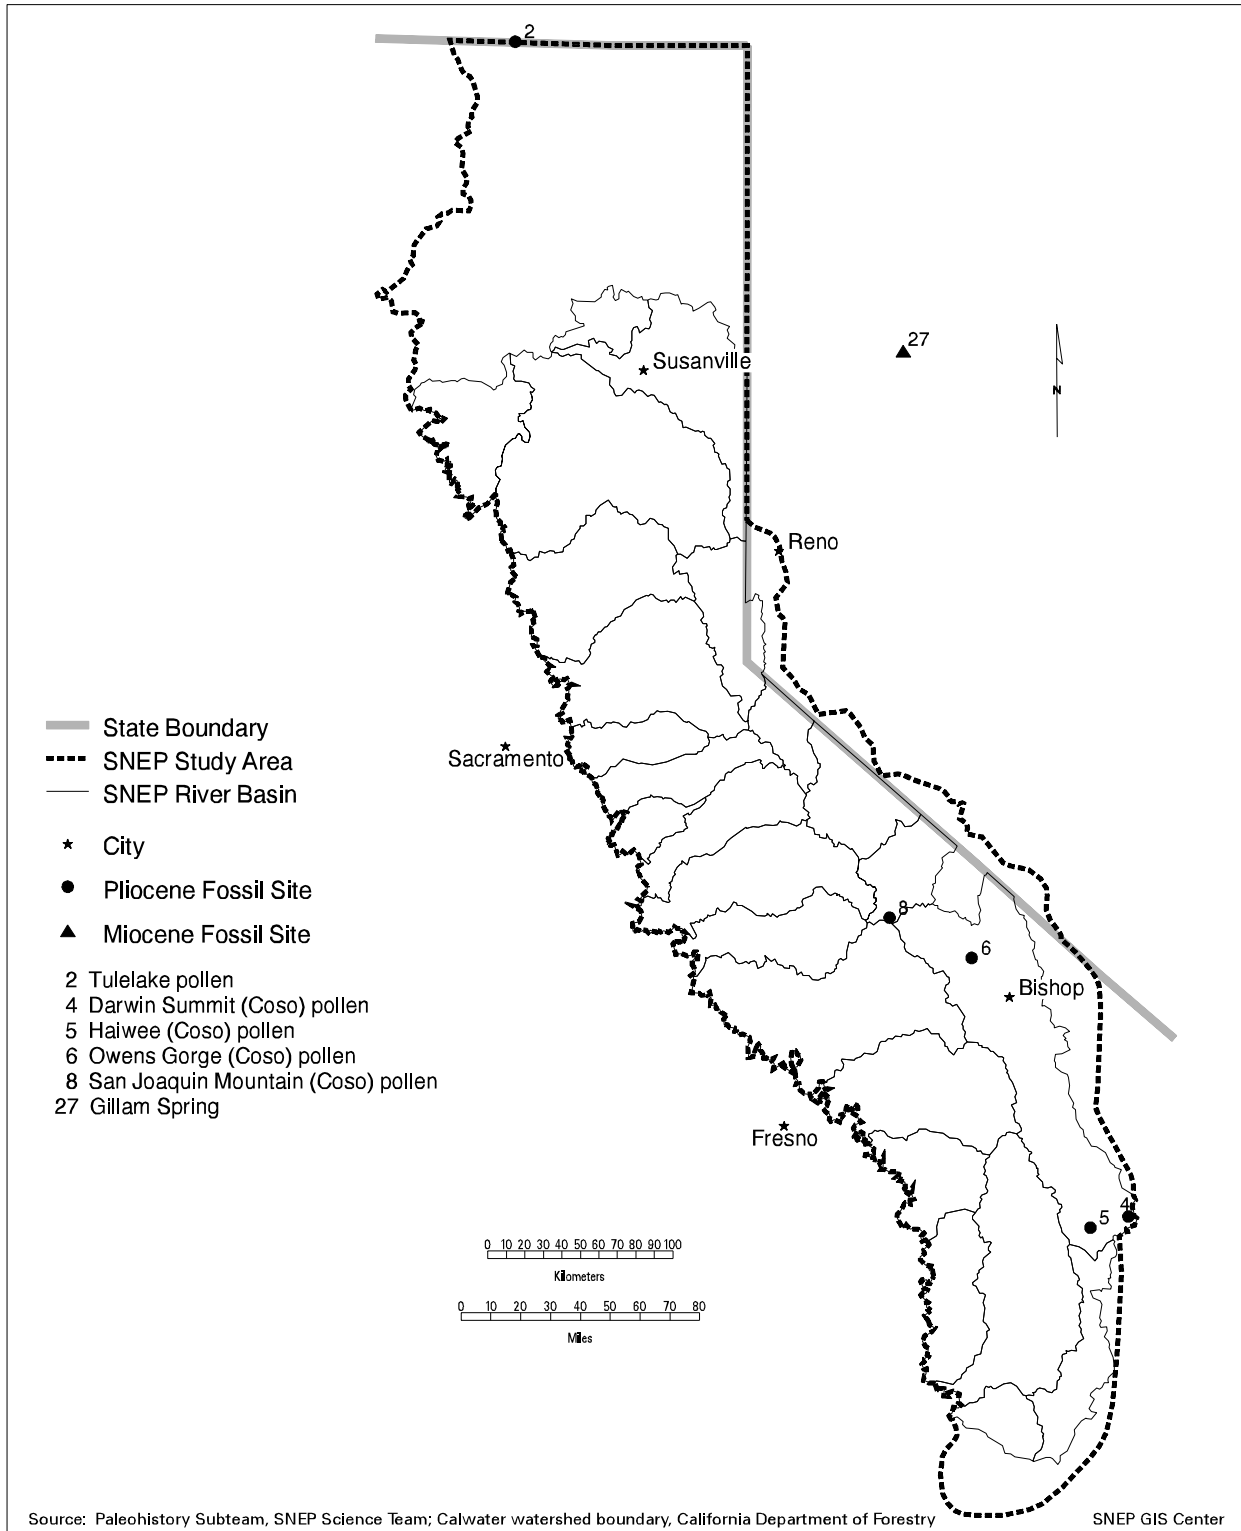 2
27
Susanville
N
Reno
State Boundary
SNEP Study Area
Sacramento
SNEP River Basin
City
Pliocene Fossil Site
8
Miocene Fossil Site
6
2 Tulelake pollen
Bishop
4 Darwin Summit (Coso) pollen
5 Haiwee (Coso) pollen
6 Owens Gorge (Coso) pollen
8 San Joaquin Mountain (Coso) pollen
27 Gillam Spring
Fresno
4
5
0 10 20 30 40 50 60 70 80 90 100
Kilometers
0 10 20 30 40 50 60 70 80
Miles
Source: Paleohistory Subteam, SNEP Science Team; Calwater watershed boundary, California Department of Forestry
SNEP GIS Center